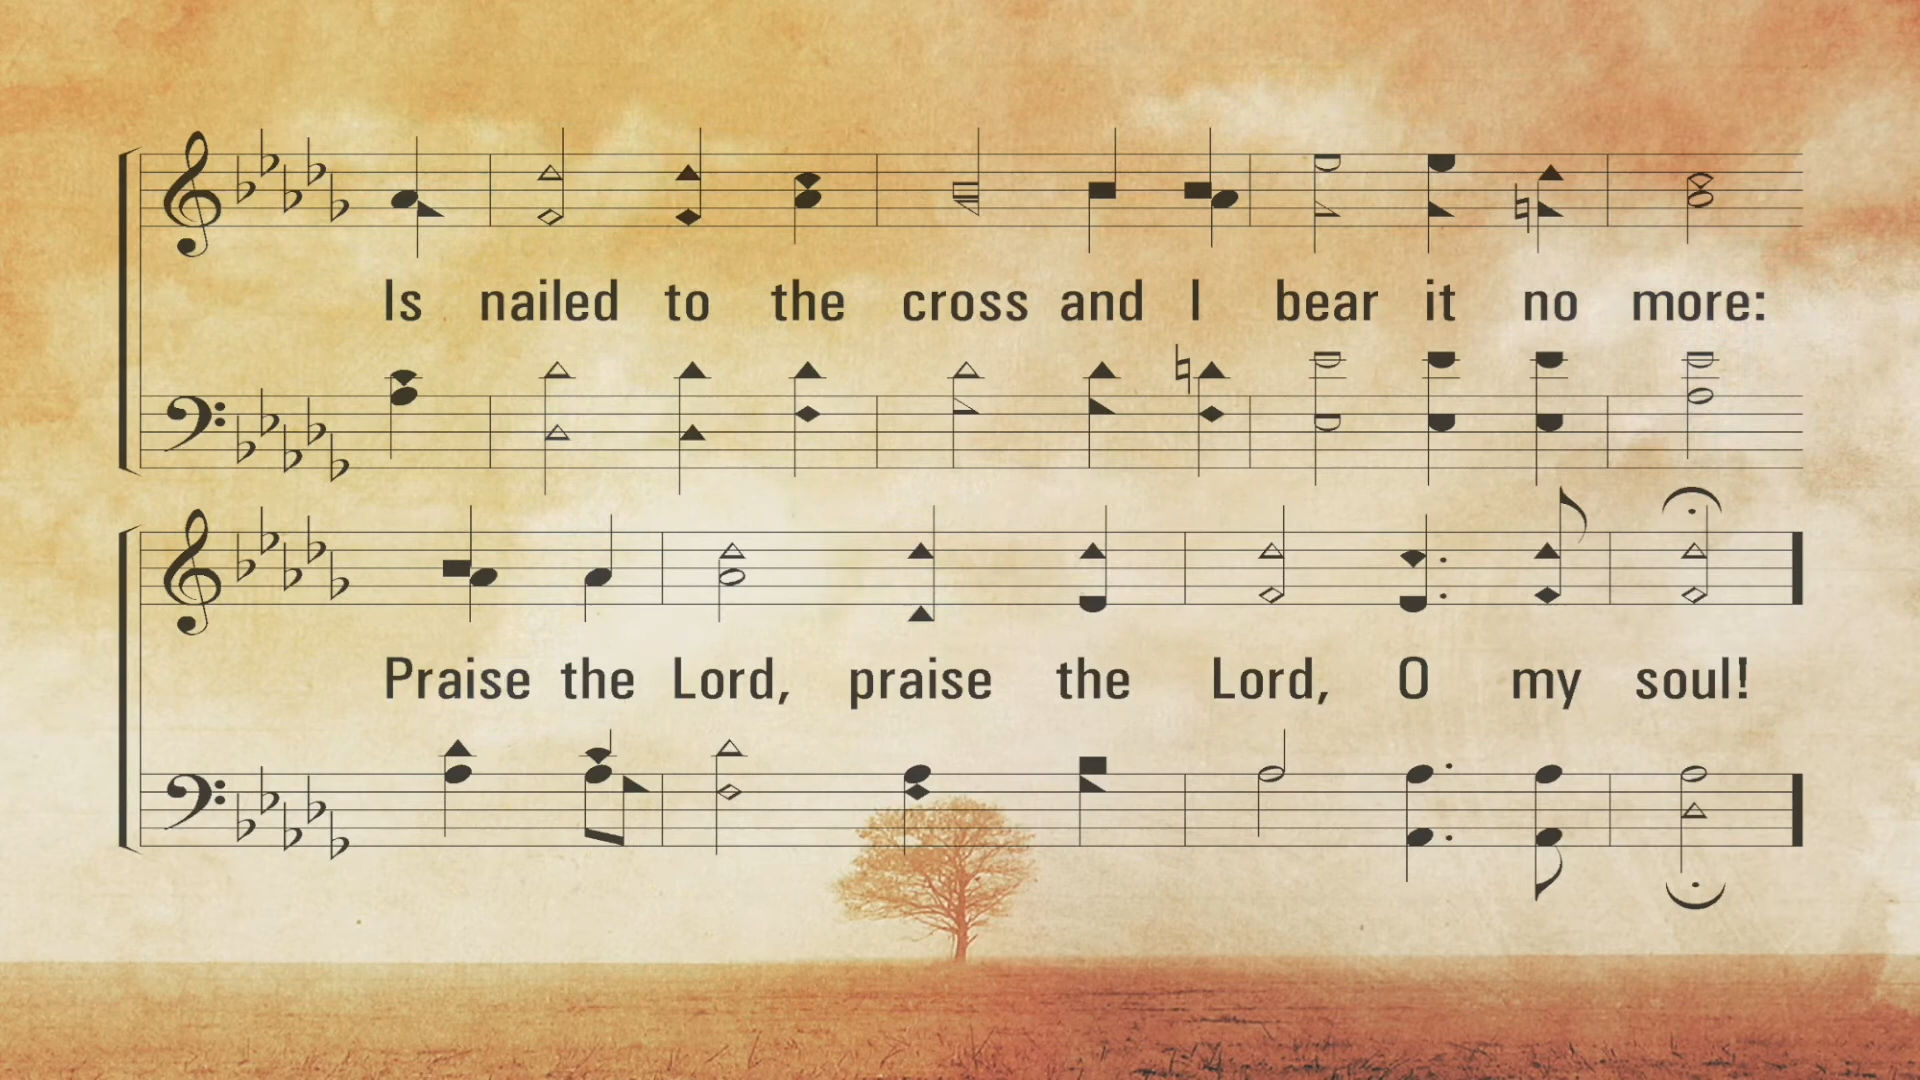 Is nailed to the cross and I bear it no more:
Praise the Lord, praise the Lord, O my soul!